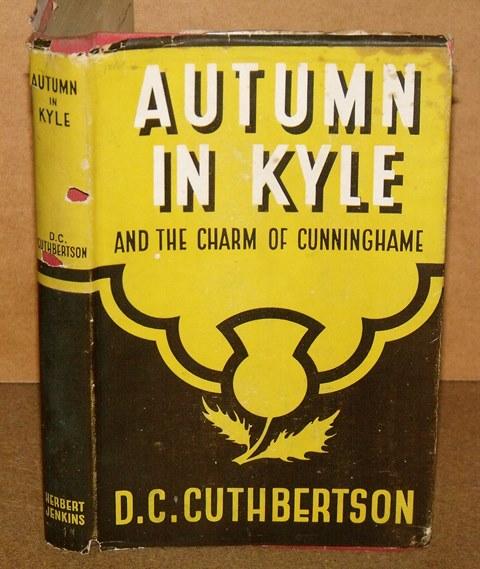 AUTUMN
IN
KYLE
D.C.
CUTHBERTSON
HERBERT
JENKINS
AUTUMN
IN KYLE
AND THE CHARM OF CUNNINGHAME
D.C.CUTHBERTSON